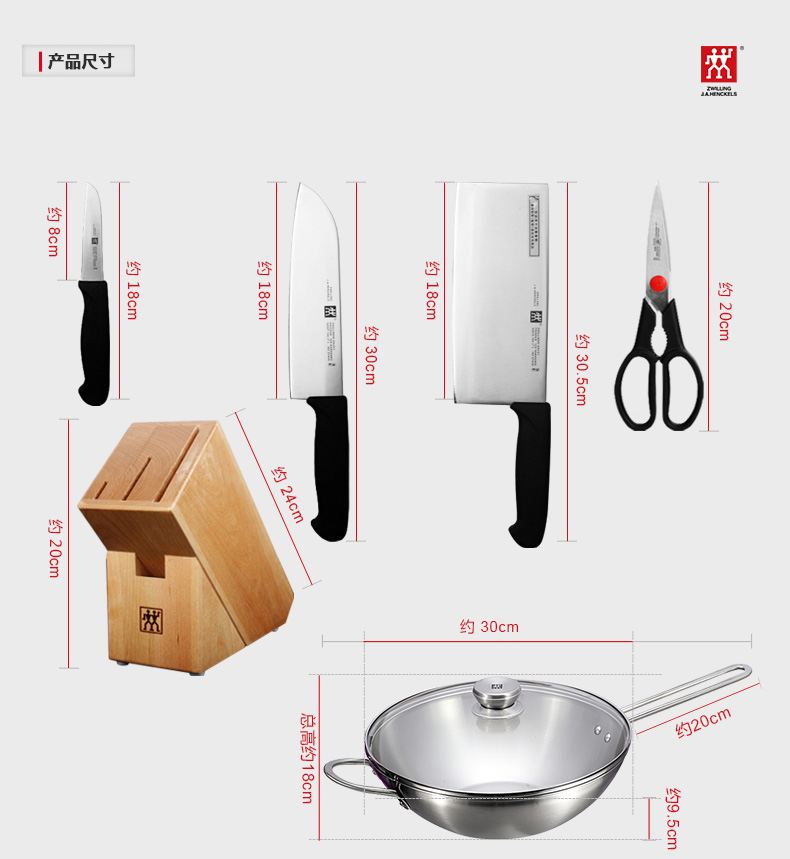 产品尺寸
ZWILLING
J.A.HENCKELS
约 8cm
约 18cm
约 18cm
约 30cm
约 18cm
约 30.5cm
约 20cm
约 20cm
约 24cm
约 30cm
总高约18cm
约20cm
约9.5cm